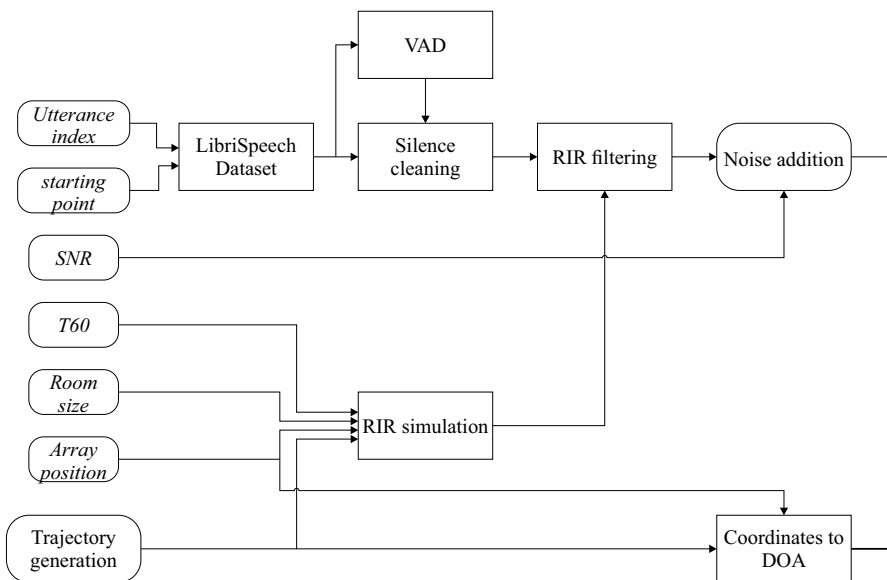 VAD
Utterance
index
LibriSpeech
Dataset
Silence
cleaning
RIR filtering
Noise addition
starting
point
SNR
T60
Room
size
RIR simulation
Array
position
Trajectory
generation
Coordinates to
DOA